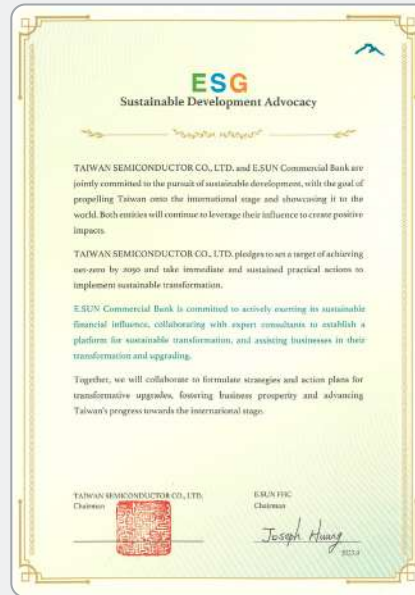 ESG
Sustainable Development Advocacy
TAIWAN SEMICONDUCTOR CO., LTD. and E.SUN Commercial Bank are
jointly committed to the pursuit of sustainable development, with the goal of
propelling Taiwan onto the international stage and showcasing it to the
world. Both entities will continue to leverage their influence to create positive
impacts.
TAIWAN SEMICONDUCTOR CO., LTD. pledges to set a target of achieving
net-zero by 2050 and take immediate and sustained practical actions to
implement sustainable transformation.
E.SUN Commercial Bank is committed to actively exerting its sustainable
financial influence, collaborating with expert consultants to establish a
platform for sustainable transformation, and assisting businesses in their
transformation and upgrading.
Together, we will collaborate to formulate strategies and action plans for
transformative upgrades, fostering business prosperity and advancing
Taiwan's progress towards the international stage.
TAIWAN SEMICONDUCTOR CO., LTD.
Chairman
E.SUN FHC
Chairman
Joseph Huang